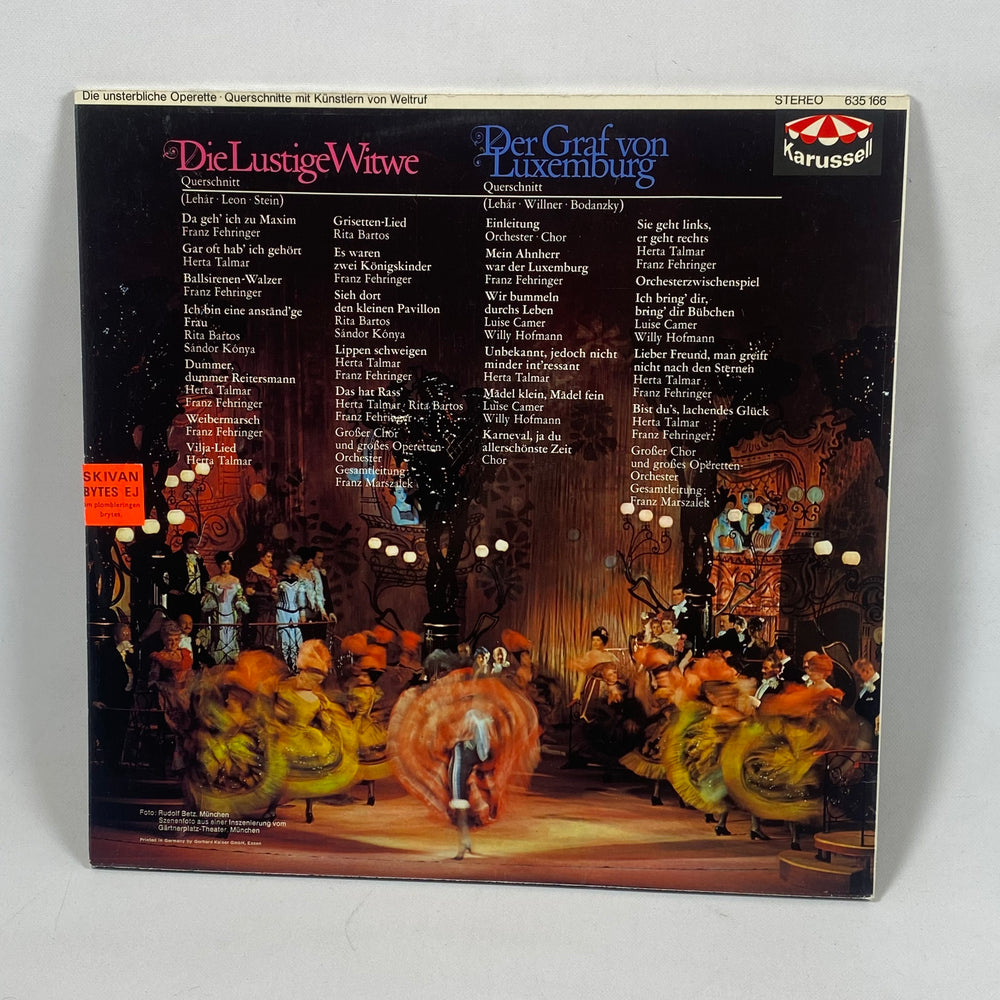 Die unsterbliche Operette · Querschnitte mit Künstlern von Weltruf
STEREO 635 166
Karussell
Die Lustige Witwe
Querschnitt
(Lehár · Leon · Stein)
Da geh' ich zu Maxim
Franz Fehringer
Gar oft hab' ich gehört
Herta Talmar
Ballsirenen-Walzer
Franz Fehringer
Ich bin eine anständ'ge
Frau
Rita Bartos
Sándor Kónya
Dummer,
dummer Reitersmann
Herta Talmar
Franz Fehringer
Weibermarsch
Franz Fehringer
Vilja-Lied
Herta Talmar
Grisetten-Lied
Rita Bartos
Es waren
zwei Königskinder
Franz Fehringer
Sieh dort
den kleinen Pavillon
Rita Bartos
Sándor Kónya
Lippen schweigen
Herta Talmar
Franz Fehringer
Das hat Rass'
Herta Talmar · Rita Bartos
Franz Fehringer
Großer Chor
und großes Operetten-
Orchester
Gesamtleitung:
Franz Marszalek
Der Graf von
Luxemburg
Querschnitt
(Lehár · Willner · Bodanzky)
Einleitung
Orchester · Chor
Mein Ahnherr
war der Luxemburg
Franz Fehringer
Wir bummeln
durchs Leben
Luise Camer
Willy Hofmann
Unbekannt, jedoch nicht
minder int'ressant
Herta Talmar
Mädel klein, Mädel fein
Luise Camer
Willy Hofmann
Karneval, ja du
allerschönste Zeit
Chor
Sie geht links,
er geht rechts
Herta Talmar
Franz Fehringer
Orchesterzwischenspiel
Ich bring' dir,
bring' dir Bübchen
Luise Camer
Willy Hofmann
Lieber Freund, man greift
nicht nach den Sternen
Herta Talmar
Franz Fehringer
Bist du's, lachendes Glück
Herta Talmar
Franz Fehringer
Großer Chor
und großes Operetten-
Orchester
Gesamtleitung:
Franz Marszalek
SKIVAN
BYTES EJ
om plomberingen
brytes.
Foto: Rudolf Betz, München
Szenenfoto aus einer Inszenierung vom
Gärtnerplatz-Theater, München
Printed in Germany by Gerhard Kaiser GmbH, Essen